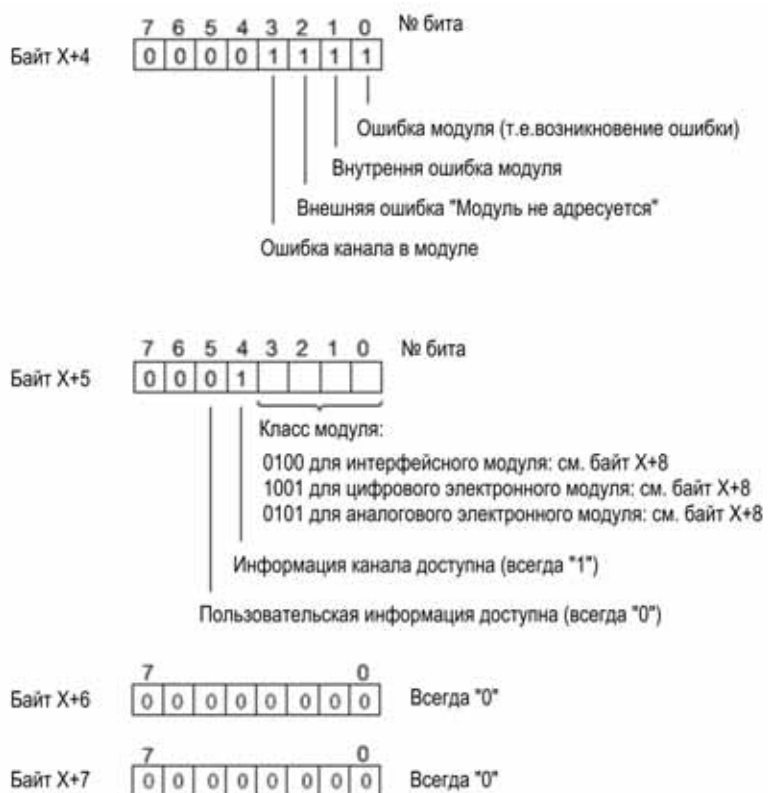 7 6 5 4 3 2 1 0 № бита
Байт X+4 0 0 0 0 1 1 1 1
Ошибка модуля (т.е.возникновение ошибки)
Внутрення ошибка модуля
Внешняя ошибка "Модуль не адресуется"
Ошибка канала в модуле
7 6 5 4 3 2 1 0 № бита
Байт X+5 0 0 0 1
Класс модуля:
0100 для интерфейсного модуля: см. байт X+8
1001 для цифрового электронного модуля: см. байт X+8
0101 для аналогового электронного модуля: см. байт X+8
Информация канала доступна (всегда "1")
Пользовательская информация доступна (всегда "0")
7 0
Байт X+6 0 0 0 0 0 0 0 0 Всегда "0"
7 0
Байт X+7 0 0 0 0 0 0 0 0 Всегда "0"